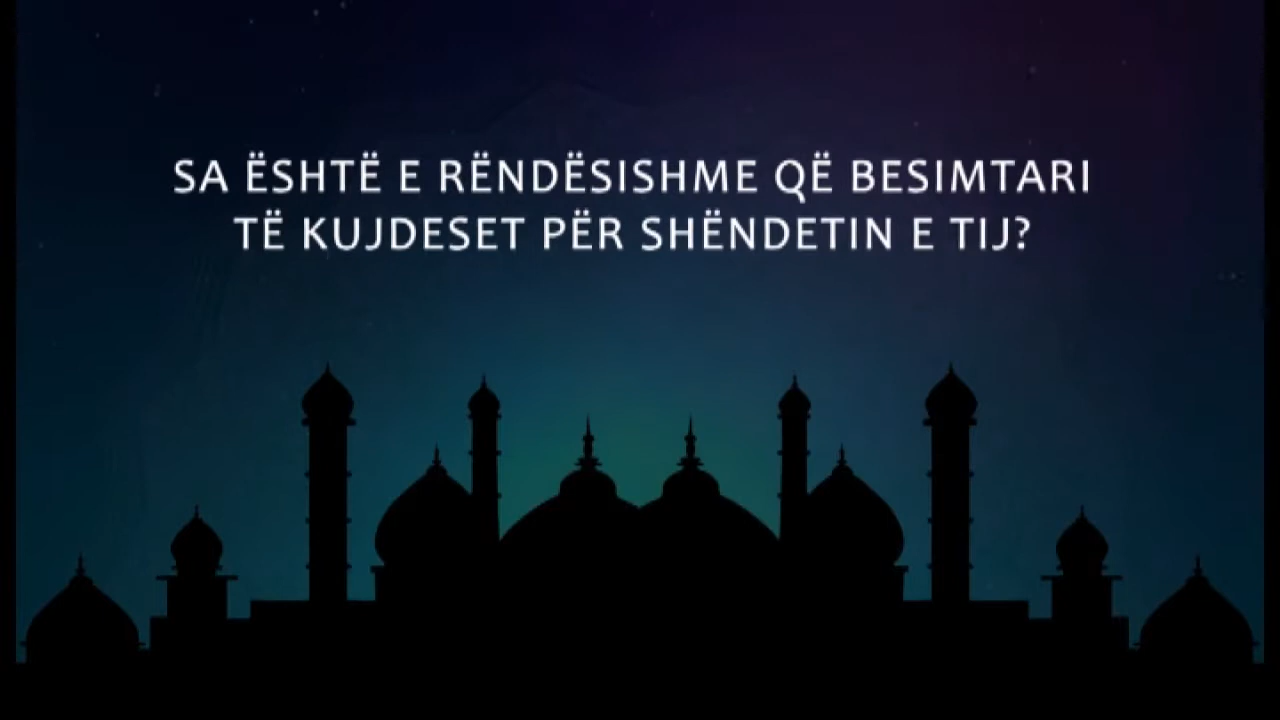 SA ËSHTË E RËNDËSISHME QË BESIMTARI
TË KUJDESET PËR SHËNDETIN E TIJ?